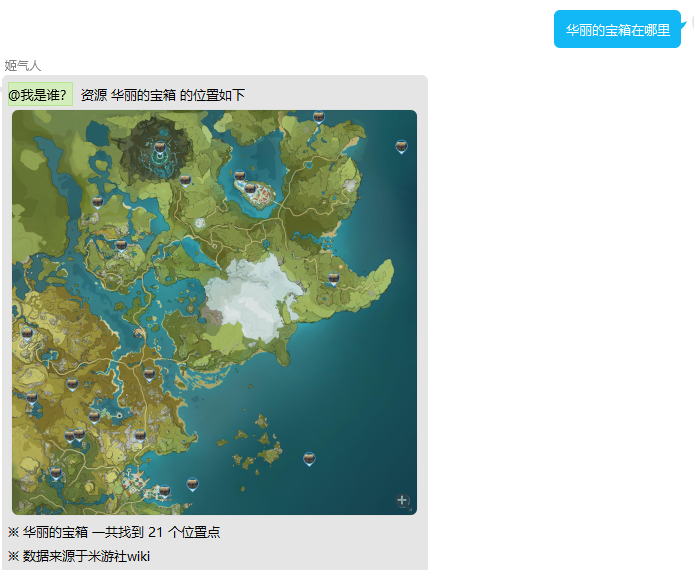 华丽的宝箱在哪里
姬气人
@我是谁？ 资源 华丽的宝箱 的位置如下
※ 华丽的宝箱 一共找到 21 个位置点
※ 数据来源于米游社wiki